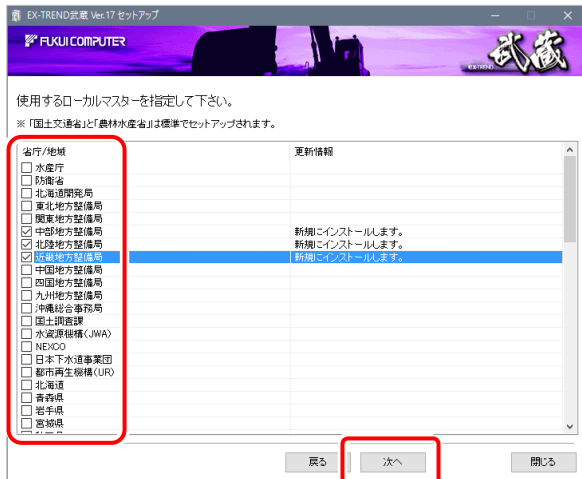 EX-TREND武蔵 Ver.17 セットアップ
FUKUI COMPUTER
EX-TREND 武蔵
使用するローカルマスターを指定して下さい。
※「国土交通省」と「農林水産省」は標準でセットアップされます。
省庁/地域 更新情報
水産庁
防衛省
北海道開発局
東北地方整備局
関東地方整備局
中部地方整備局 新規にインストールします。
北陸地方整備局 新規にインストールします。
近畿地方整備局 新規にインストールします。
中国地方整備局
四国地方整備局
九州地方整備局
沖縄総合事務局
国土調査課
水資源機構(JWA)
NEXCO
日本下水道事業団
都市再生機構(UR)
北海道
青森県
岩手県
宮城県
戻る 次へ 閉じる